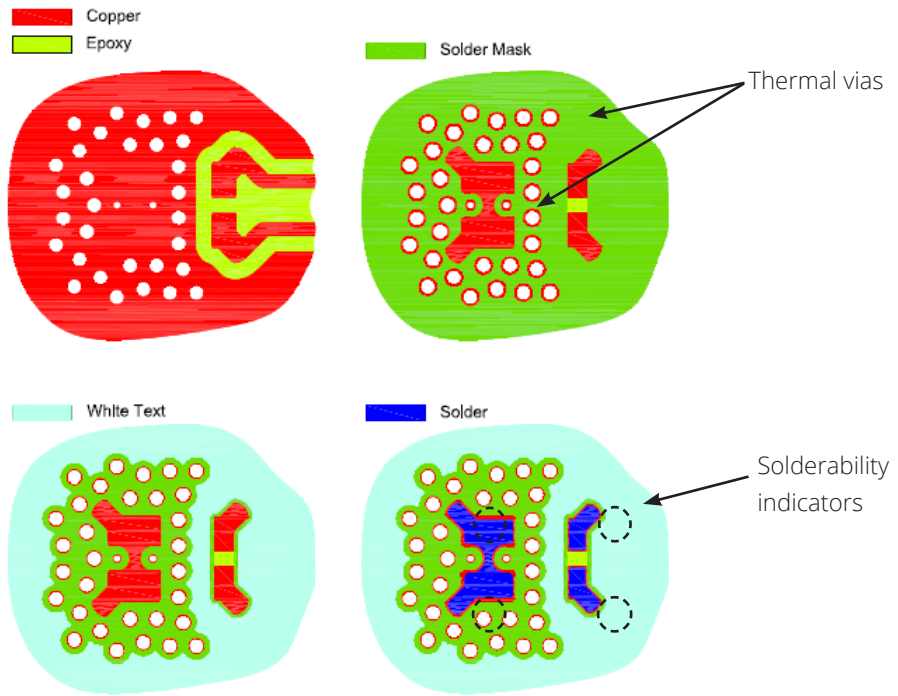 Copper
Epoxy
Solder Mask
Thermal vias
White Text
Solder
Solderability
indicators